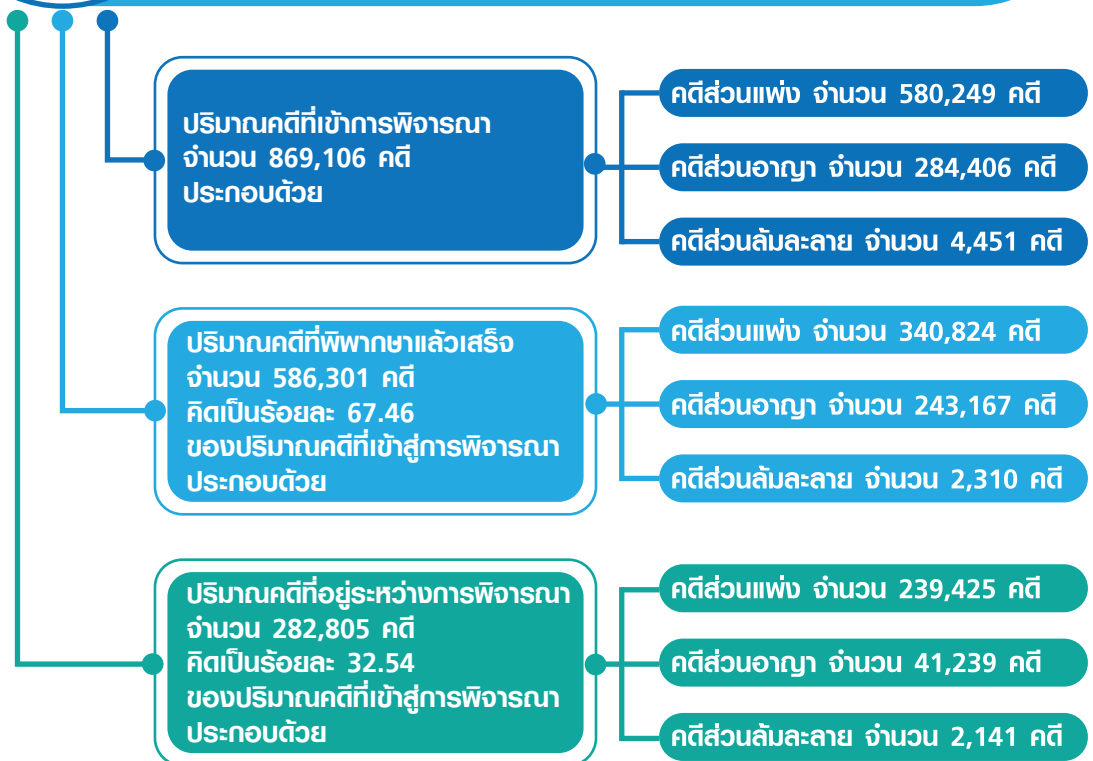 ปริมาณคดีที่เข้าการพิจารณา
จำนวน 869,106 คดี
ประกอบด้วย
คดีส่วนแพ่ง จำนวน 580,249 คดี
คดีส่วนอาญา จำนวน 284,406 คดี
คดีส่วนล้มละลาย จำนวน 4,451 คดี
ปริมาณคดีที่พิพากษาแล้วเสร็จ
จำนวน 586,301 คดี
คิดเป็นร้อยละ 67.46
ของปริมาณคดีที่เข้าสู่การพิจารณา
ประกอบด้วย
คดีส่วนแพ่ง จำนวน 340,824 คดี
คดีส่วนอาญา จำนวน 243,167 คดี
คดีส่วนล้มละลาย จำนวน 2,310 คดี
ปริมาณคดีที่อยู่ระหว่างการพิจารณา
จำนวน 282,805 คดี
คิดเป็นร้อยละ 32.54
ของปริมาณคดีที่เข้าสู่การพิจารณา
ประกอบด้วย
คดีส่วนแพ่ง จำนวน 239,425 คดี
คดีส่วนอาญา จำนวน 41,239 คดี
คดีส่วนล้มละลาย จำนวน 2,141 คดี